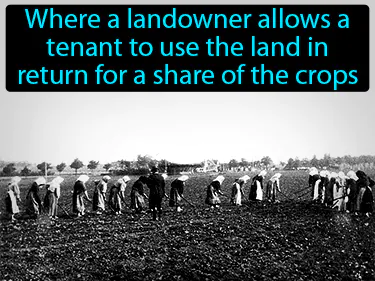 Where a landowner allows a
tenant to use the land in
return for a share of the crops